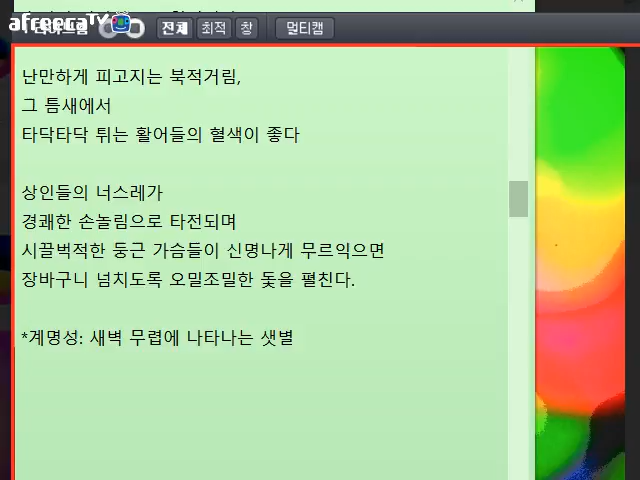 afreecaTV
전체 최적 창 멀티캠
난만하게 피고지는 북적거림,
그 틈새에서
타닥타닥 튀는 활어들의 혈색이 좋다
상인들의 너스레가
경쾌한 손놀림으로 타전되며
시끌벅적한 둥근 가슴들이 신명나게 무르익으면
장바구니 넘치도록 오밀조밀한 돛을 펼친다.
*계명성: 새벽 무렵에 나타나는 샛별